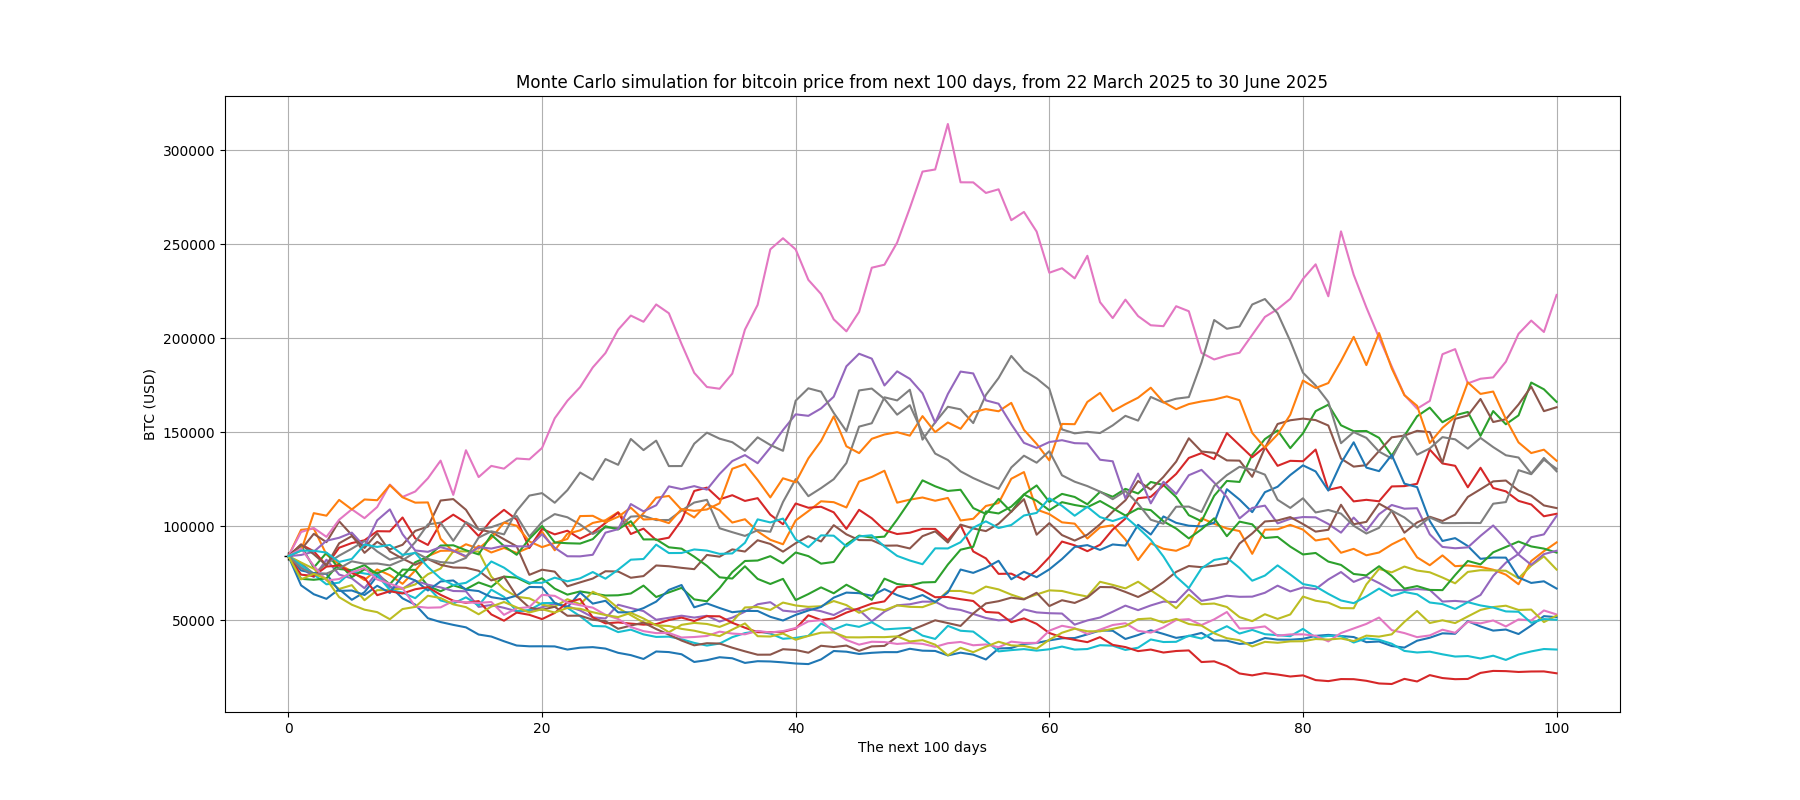 Monte Carlo simulation for bitcoin price from next 100 days, from 22 March 2025 to 30 June 2025
300000
250000
200000
150000
100000
50000
BTC (USD)
0 20 40 60 80 100
The next 100 days